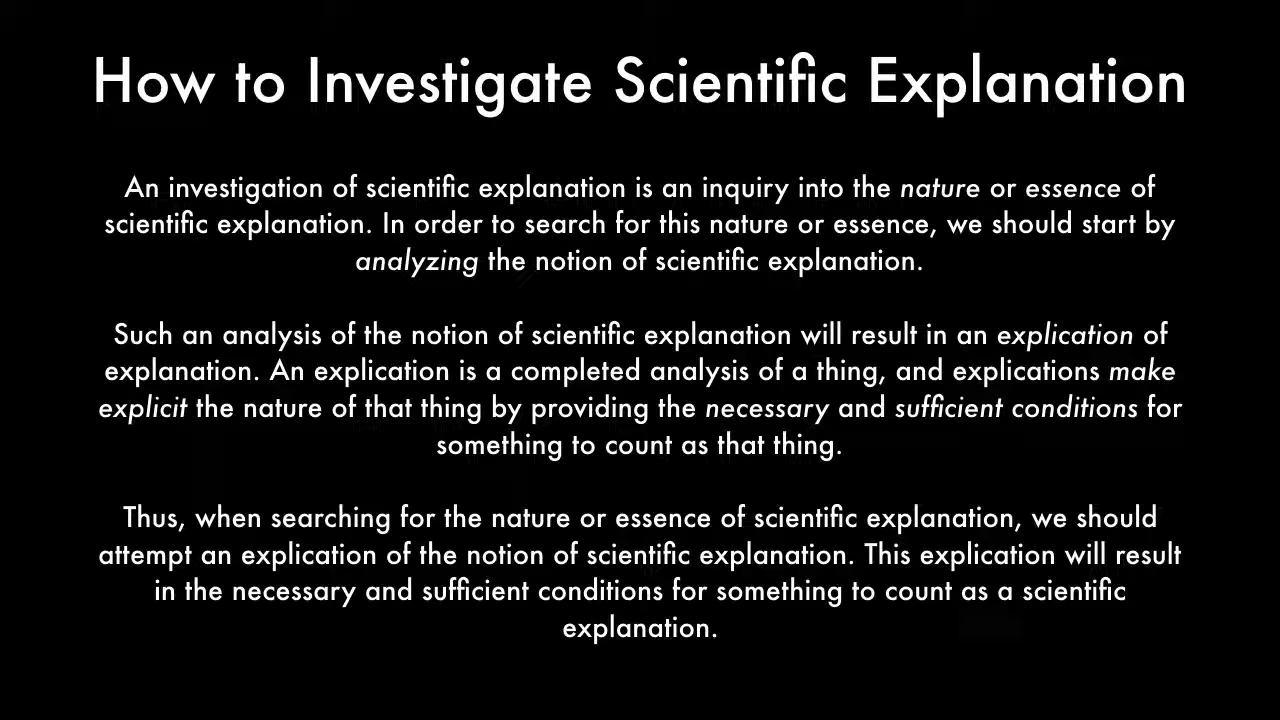 How to Investigate Scientific Explanation
An investigation of scientific explanation is an inquiry into the nature or essence of
scientific explanation. In order to search for this nature or essence, we should start by
analyzing the notion of scientific explanation.
Such an analysis of the notion of scientific explanation will result in an explication of
explanation. An explication is a completed analysis of a thing, and explications make
explicit the nature of that thing by providing the necessary and sufficient conditions for
something to count as that thing.
Thus, when searching for the nature or essence of scientific explanation, we should
attempt an explication of the notion of scientific explanation. This explication will result
in the necessary and sufficient conditions for something to count as a scientific
explanation.